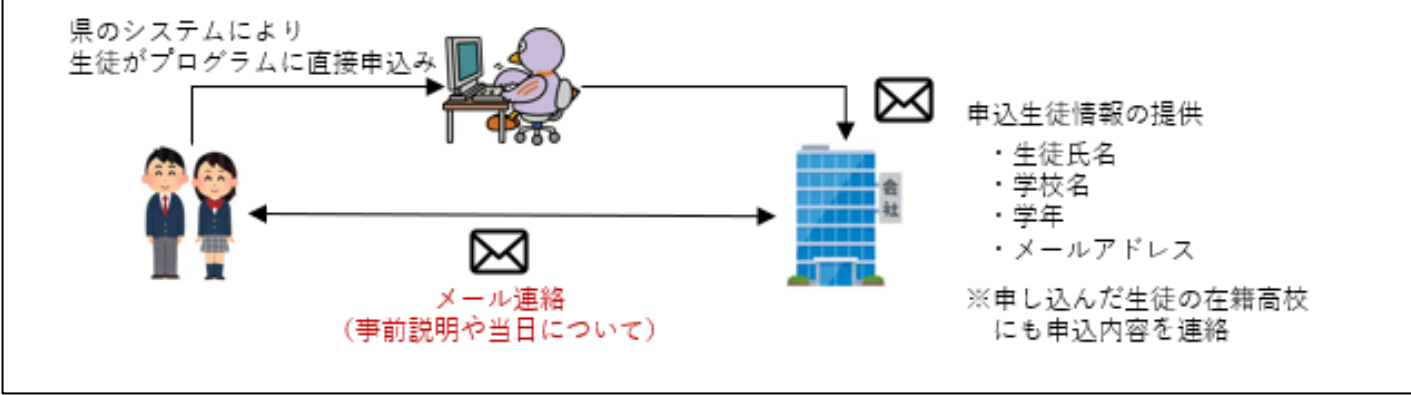 県のシステムにより
生徒がプログラムに直接申込み
申込生徒情報の提供
・生徒氏名
・学校名
・学年
・メールアドレス
会社
メール連絡
(事前説明や当日について)
※申し込んだ生徒の在籍高校
にも申込内容を連絡